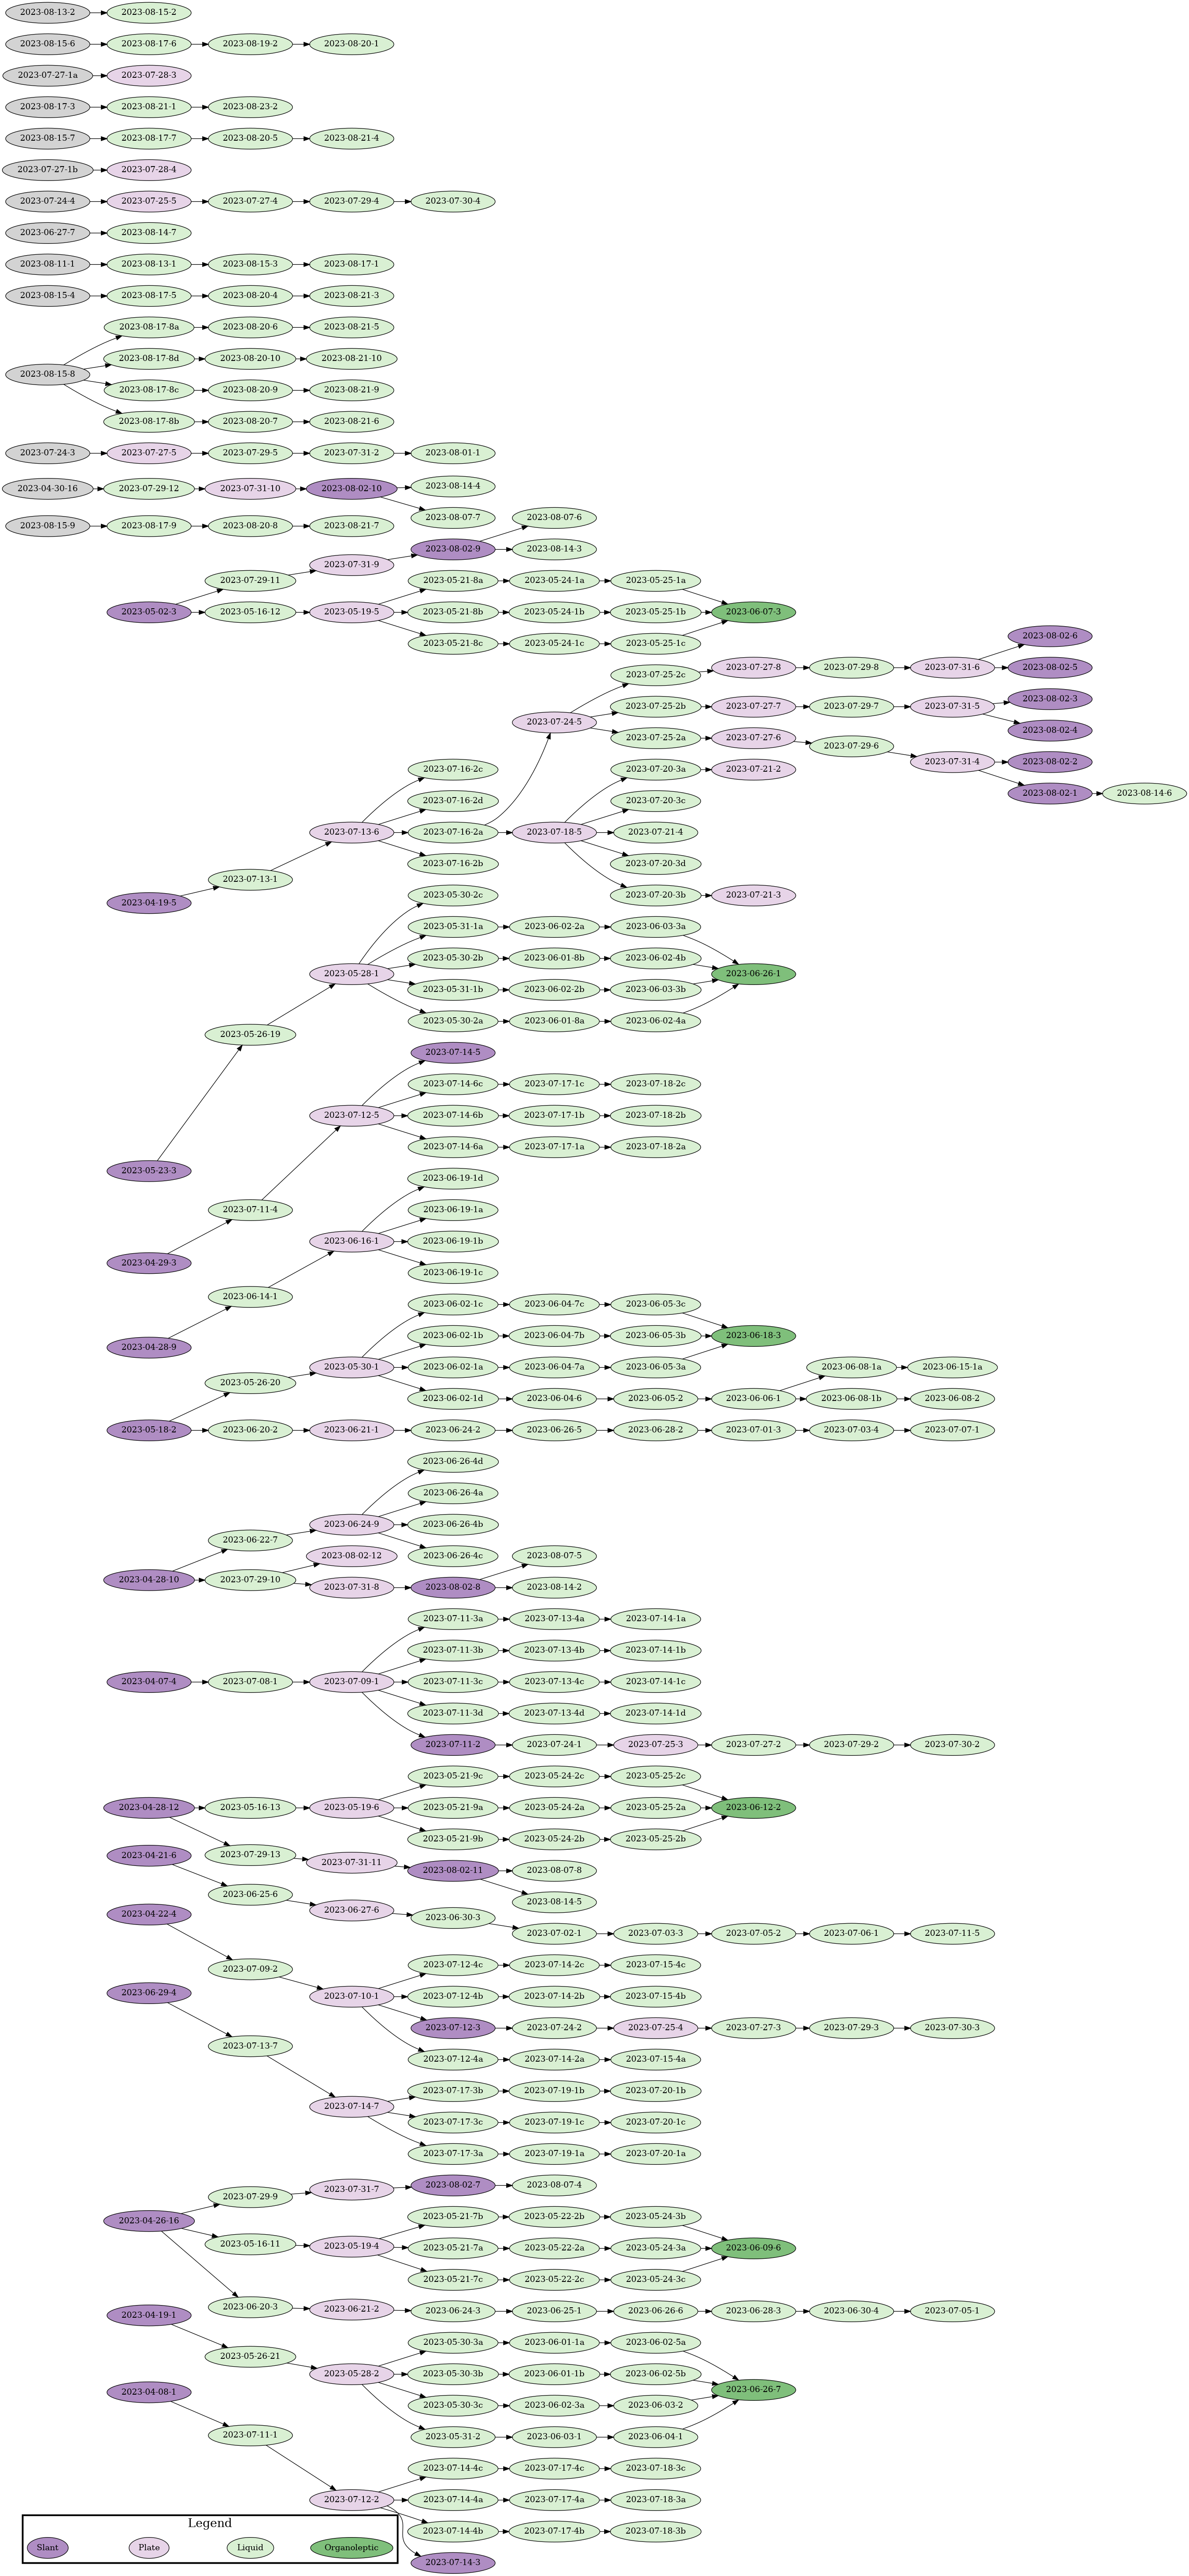 2023-08-13-2 2023-08-15-2
2023-08-15-6 2023-08-17-6 2023-08-19-2 2023-08-20-1
2023-07-27-1a 2023-07-28-3
2023-08-17-3 2023-08-21-1 2023-08-23-2
2023-08-15-7 2023-08-17-7 2023-08-20-5 2023-08-21-4
2023-07-27-1b 2023-07-28-4
2023-07-24-4 2023-07-25-5 2023-07-27-4 2023-07-29-4 2023-07-30-4
2023-06-27-7 2023-08-14-7
2023-08-11-1 2023-08-13-1 2023-08-15-3 2023-08-17-1
2023-08-15-4 2023-08-17-5 2023-08-20-4 2023-08-21-3
2023-08-17-8a 2023-08-20-6 2023-08-21-5
2023-08-17-8d 2023-08-20-10 2023-08-21-10
2023-08-15-8
2023-08-17-8c 2023-08-20-9 2023-08-21-9
2023-08-17-8b 2023-08-20-7 2023-08-21-6
2023-07-24-3 2023-07-27-5 2023-07-29-5 2023-07-31-2 2023-08-01-1
2023-08-14-4
2023-04-30-16 2023-07-29-12 2023-07-31-10 2023-08-02-10
2023-08-07-7 2023-08-07-6
2023-08-15-9 2023-08-17-9 2023-08-20-8 2023-08-21-7
2023-08-02-9 2023-08-14-3
2023-07-31-9
2023-07-29-11 2023-05-21-8a 2023-05-24-1a 2023-05-25-1a
2023-05-02-3 2023-05-16-12 2023-05-19-5 2023-05-21-8b 2023-05-24-1b 2023-05-25-1b 2023-06-07-3
2023-08-02-6
2023-05-21-8c 2023-05-24-1c 2023-05-25-1c
2023-07-27-8 2023-07-29-8 2023-07-31-6 2023-08-02-5
2023-07-25-2c
2023-08-02-3
2023-07-25-2b 2023-07-27-7 2023-07-29-7 2023-07-31-5
2023-07-24-5
2023-08-02-4
2023-07-25-2a 2023-07-27-6
2023-07-29-6
2023-07-31-4 2023-08-02-2
2023-07-16-2c 2023-07-20-3a 2023-07-21-2
2023-08-02-1 2023-08-14-6
2023-07-16-2d 2023-07-20-3c
2023-07-13-6 2023-07-16-2a 2023-07-18-5 2023-07-21-4
2023-07-16-2b 2023-07-20-3d
2023-07-13-1
2023-05-30-2c 2023-07-20-3b 2023-07-21-3
2023-04-19-5
2023-05-31-1a 2023-06-02-2a 2023-06-03-3a
2023-05-30-2b 2023-06-01-8b 2023-06-02-4b
2023-05-28-1 2023-06-26-1
2023-05-31-1b 2023-06-02-2b 2023-06-03-3b
2023-05-30-2a 2023-06-01-8a 2023-06-02-4a
2023-05-26-19
2023-07-14-5
2023-07-14-6c 2023-07-17-1c 2023-07-18-2c
2023-07-12-5 2023-07-14-6b 2023-07-17-1b 2023-07-18-2b
2023-07-14-6a 2023-07-17-1a 2023-07-18-2a
2023-05-23-3
2023-06-19-1d
2023-07-11-4 2023-06-19-1a
2023-06-16-1 2023-06-19-1b
2023-04-29-3
2023-06-19-1c
2023-06-14-1
2023-06-02-1c 2023-06-04-7c 2023-06-05-3c
2023-06-02-1b 2023-06-04-7b 2023-06-05-3b 2023-06-18-3
2023-04-28-9
2023-05-30-1 2023-06-02-1a 2023-06-04-7a 2023-06-05-3a 2023-06-08-1a 2023-06-15-1a
2023-05-26-20
2023-06-02-1d 2023-06-04-6 2023-06-05-2 2023-06-06-1 2023-06-08-1b 2023-06-08-2
2023-05-18-2 2023-06-20-2 2023-06-21-1 2023-06-24-2 2023-06-26-5 2023-06-28-2 2023-07-01-3 2023-07-03-4 2023-07-07-1
2023-06-26-4d
2023-06-26-4a
2023-06-24-9 2023-06-26-4b
2023-06-22-7
2023-08-02-12 2023-06-26-4c 2023-08-07-5
2023-04-28-10 2023-07-29-10
2023-07-31-8 2023-08-02-8 2023-08-14-2
2023-07-11-3a 2023-07-13-4a 2023-07-14-1a
2023-07-11-3b 2023-07-13-4b 2023-07-14-1b
2023-04-07-4 2023-07-08-1 2023-07-09-1 2023-07-11-3c 2023-07-13-4c 2023-07-14-1c
2023-07-11-3d 2023-07-13-4d 2023-07-14-1d
2023-07-11-2 2023-07-24-1 2023-07-25-3 2023-07-27-2 2023-07-29-2 2023-07-30-2
2023-05-21-9c 2023-05-24-2c 2023-05-25-2c
2023-04-28-12 2023-05-16-13 2023-05-19-6 2023-05-21-9a 2023-05-24-2a 2023-05-25-2a 2023-06-12-2
2023-05-21-9b 2023-05-24-2b 2023-05-25-2b
2023-04-21-6 2023-07-29-13
2023-07-31-11
2023-08-02-11 2023-08-07-8
2023-06-25-6
2023-08-14-5
2023-04-22-4 2023-06-27-6
2023-06-30-3
2023-07-02-1 2023-07-03-3 2023-07-05-2 2023-07-06-1 2023-07-11-5
2023-07-09-2 2023-07-12-4c 2023-07-14-2c 2023-07-15-4c
2023-06-29-4 2023-07-10-1 2023-07-12-4b 2023-07-14-2b 2023-07-15-4b
2023-07-12-3 2023-07-24-2 2023-07-25-4 2023-07-27-3 2023-07-29-3 2023-07-30-3
2023-07-13-7
2023-07-12-4a 2023-07-14-2a 2023-07-15-4a
2023-07-17-3b 2023-07-19-1b 2023-07-20-1b
2023-07-14-7
2023-07-17-3c 2023-07-19-1c 2023-07-20-1c
2023-07-17-3a 2023-07-19-1a 2023-07-20-1a
2023-07-31-7 2023-08-02-7 2023-08-07-4
2023-07-29-9
2023-04-26-16 2023-05-21-7b 2023-05-22-2b 2023-05-24-3b
2023-05-16-11 2023-05-19-4 2023-05-21-7a 2023-05-22-2a 2023-05-24-3a 2023-06-09-6
2023-05-21-7c 2023-05-22-2c 2023-05-24-3c
2023-06-20-3 2023-06-21-2 2023-06-24-3 2023-06-25-1 2023-06-26-6 2023-06-28-3 2023-06-30-4 2023-07-05-1
2023-04-19-1
2023-05-30-3a 2023-06-01-1a 2023-06-02-5a
2023-05-26-21
2023-05-28-2 2023-05-30-3b 2023-06-01-1b 2023-06-02-5b
2023-04-08-1 2023-06-26-7
2023-05-30-3c 2023-06-02-3a 2023-06-03-2
2023-07-11-1 2023-05-31-2 2023-06-03-1 2023-06-04-1
2023-07-14-4c 2023-07-17-4c 2023-07-18-3c
2023-07-12-2 2023-07-14-4a 2023-07-17-4a 2023-07-18-3a
Legend
2023-07-14-4b 2023-07-17-4b 2023-07-18-3b
Slant Plate Liquid Organoleptic
2023-07-14-3